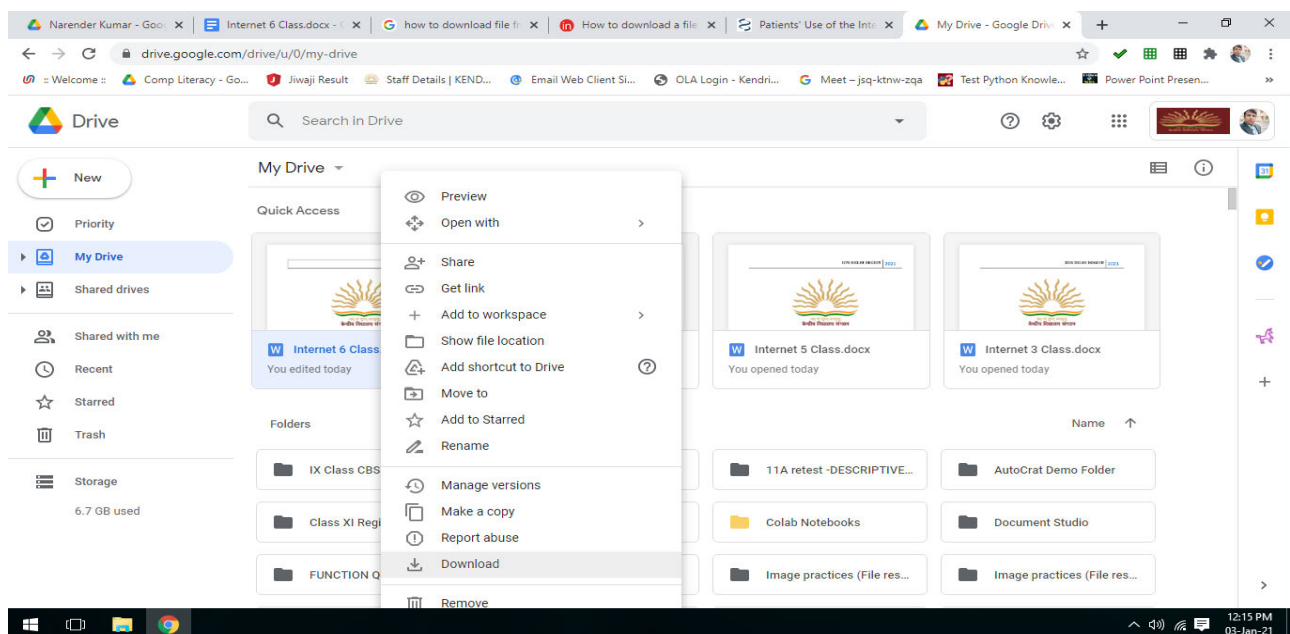 Narender Kumar - Goo
Internet 6 Class.docx - G
how to download file fr
How to download a file
Patients' Use of the Inte
My Drive - Google Driv
drive.google.com/drive/u/0/my-drive
:: Welcome ::
Comp Literacy - Go...
Jiwaji Result
Staff Details | KEND...
Email Web Client Si...
OLA Login - Kendri...
Meet – jsq-ktnw-zqa
Test Python Knowle...
Power Point Presen...
Drive
Search in Drive
New
Priority
My Drive
Shared drives
Shared with me
Recent
Starred
Trash
Storage
6.7 GB used
My Drive
Quick Access
Internet 6 Class
You edited today
Internet 5 Class.docx
You opened today
Internet 3 Class.docx
You opened today
Folders
Name
IX Class CBS
11A retest -DESCRIPTIVE...
AutoCrat Demo Folder
Class XI Regi
Colab Notebooks
Document Studio
FUNCTION Q
Image practices (File res...
Image practices (File res...
Preview
Open with
Share
Get link
Add to workspace
Show file location
Add shortcut to Drive
Move to
Add to Starred
Rename
Manage versions
Make a copy
Report abuse
Download
Remove
31
12:15 PM
03-Jan-21